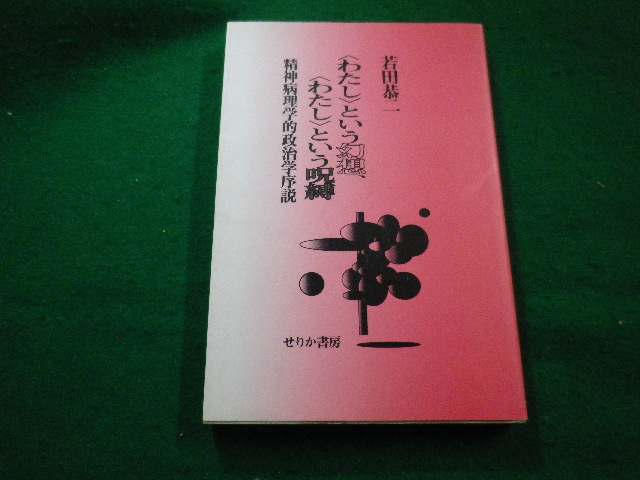 若田恭二
〈わたし〉という幻想、
〈わたし〉という呪縛
精神病理学的政治学序説
せりか書房